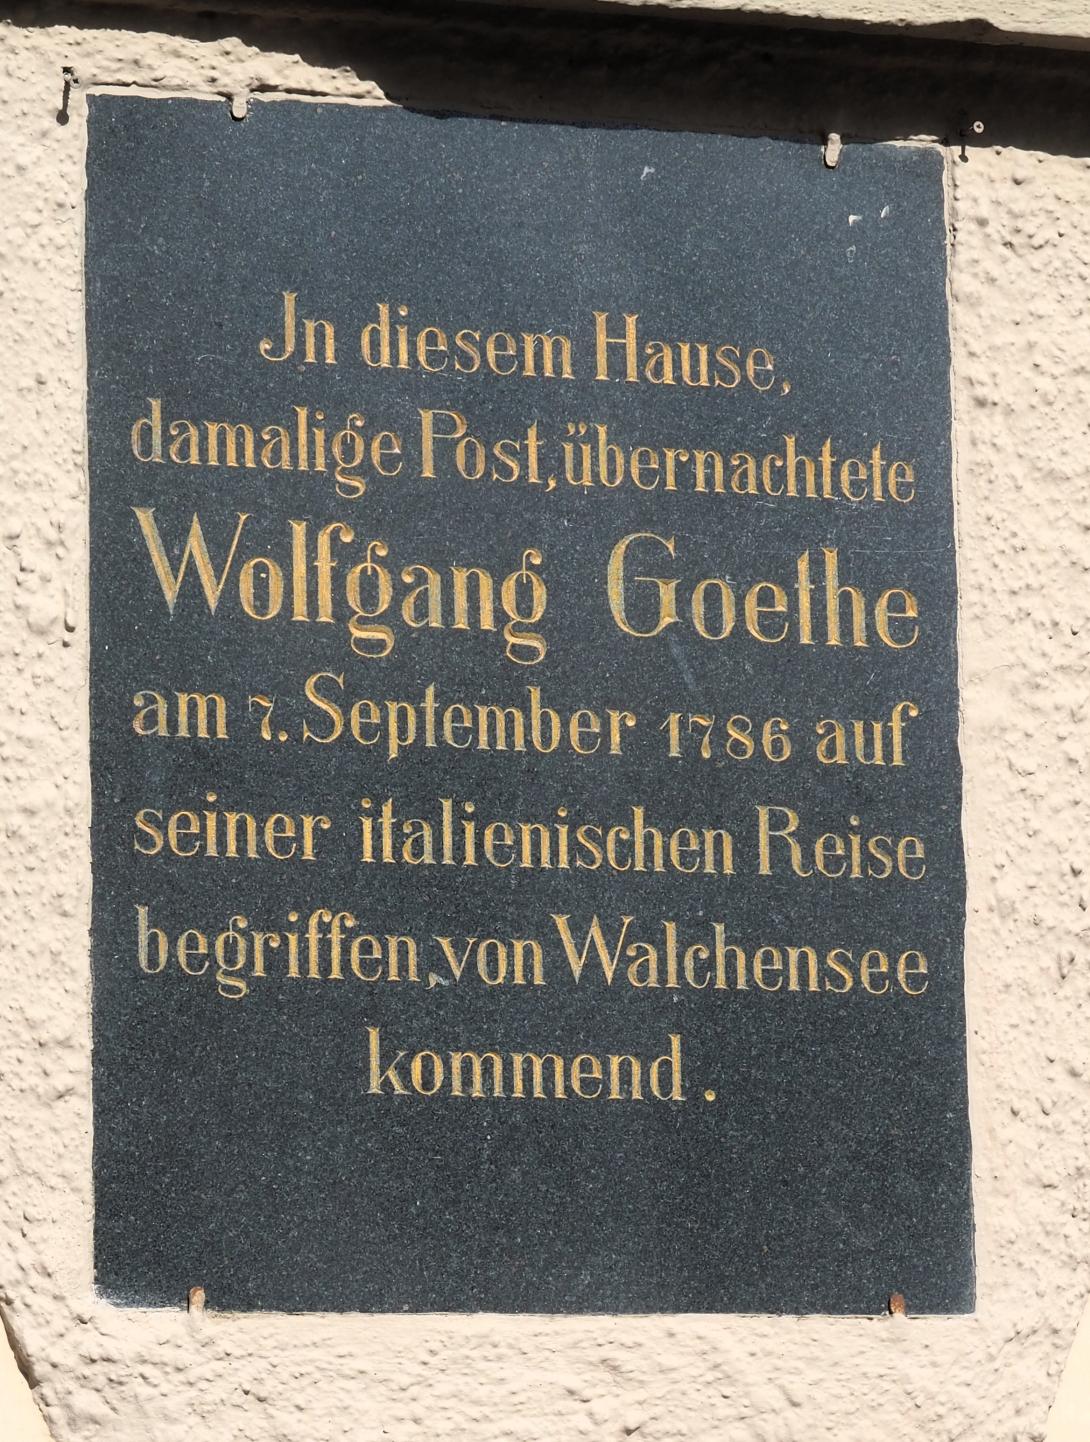 Jn diesem Hause,
damalige Post, übernachtete
Wolfgang Goethe
am 7. September 1786 auf
seiner italienischen Reise
begriffen, von Walchensee
kommend.